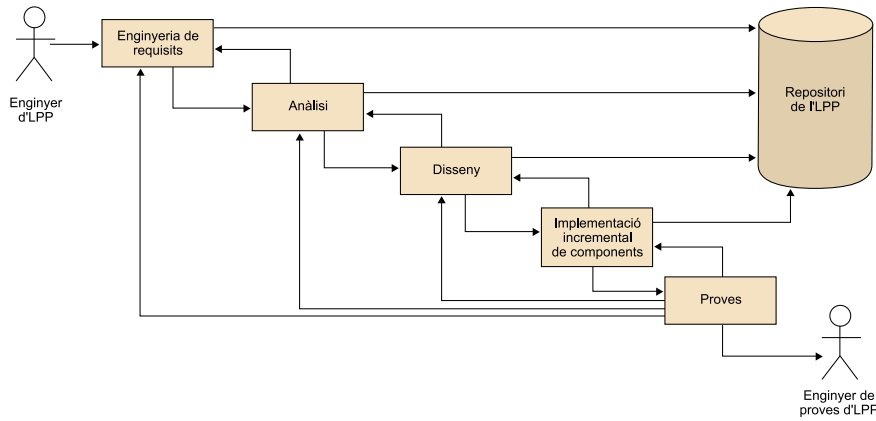 Enginyer
d'LPP
Enginyeria de
requisits
Anàlisi
Disseny
Implementació
incremental
de components
Proves
Repositori
de l'LPP
Enginyer de
proves d'LPP